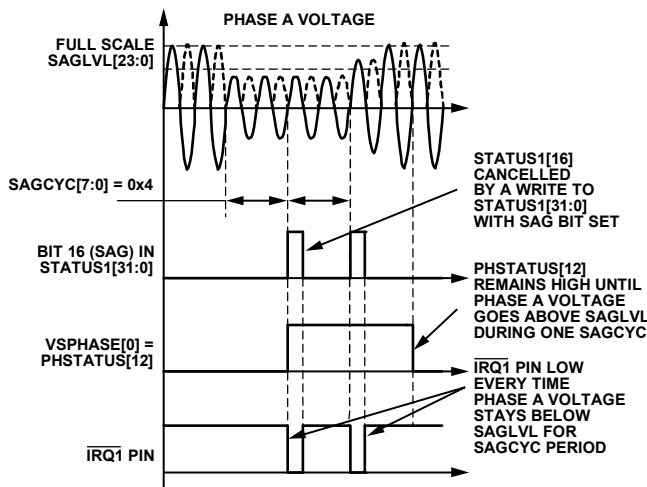 PHASE A VOLTAGE
FULL SCALE
SAGLVL[23:0]
SAGCYC[7:0] = 0x4
STATUS1[16]
CANCELLED
BY A WRITE TO
STATUS1[31:0]
WITH SAG BIT SET
BIT 16 (SAG) IN
STATUS1[31:0]
PHSTATUS[12]
REMAINS HIGH UNTIL
PHASE A VOLTAGE
GOES ABOVE SAGLVL
DURING ONE SAGCYC
VSPHASE[0] =
PHSTATUS[12]
IRQ1 PIN LOW
EVERY TIME
PHASE A VOLTAGE
STAYS BELOW
SAGLVL FOR
SAGCYC PERIOD
IRQ1 PIN